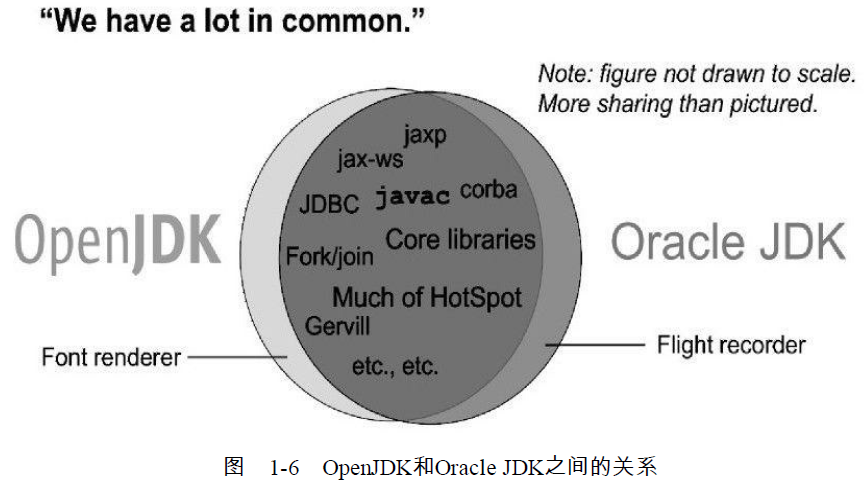 “We have a lot in common.”
Note: figure not drawn to scale.
More sharing than pictured.
jaxp
jax-ws
JDBC javac corba
OpenJDK
Core libraries
Oracle JDK
Fork/join
Much of HotSpot
Gervill
Font renderer
Flight recorder
etc., etc.
图 1-6 OpenJDK和Oracle JDK之间的关系